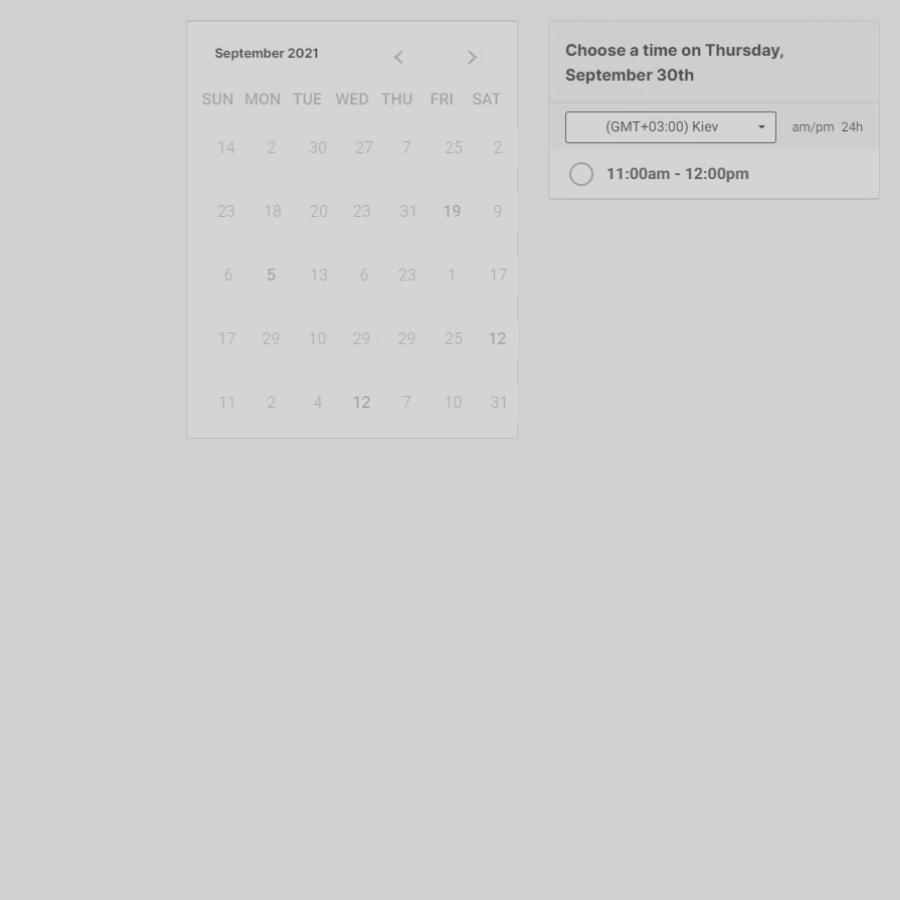 September 2021
SUN MON TUE WED THU FRI SAT
14 2 30 27 7 25 2
23 18 20 23 31 19 9
6 5 13 6 23 1 17
17 29 10 29 29 25 12
11 2 4 12 7 10 31
Choose a time on Thursday,
September 30th
(GMT+03:00) Kiev am/pm 24h
11:00am - 12:00pm